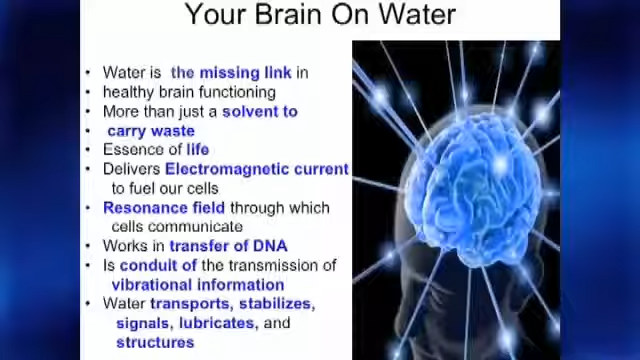 Your Brain On Water
• Water is the missing link in
• healthy brain functioning
• More than just a solvent to
• carry waste
• Essence of life
• Delivers Electromagnetic current
to fuel our cells
• Resonance field through which
cells communicate
• Works in transfer of DNA
• Is conduit of the transmission of
vibrational information
• Water transports, stabilizes,
signals, lubricates, and
structures